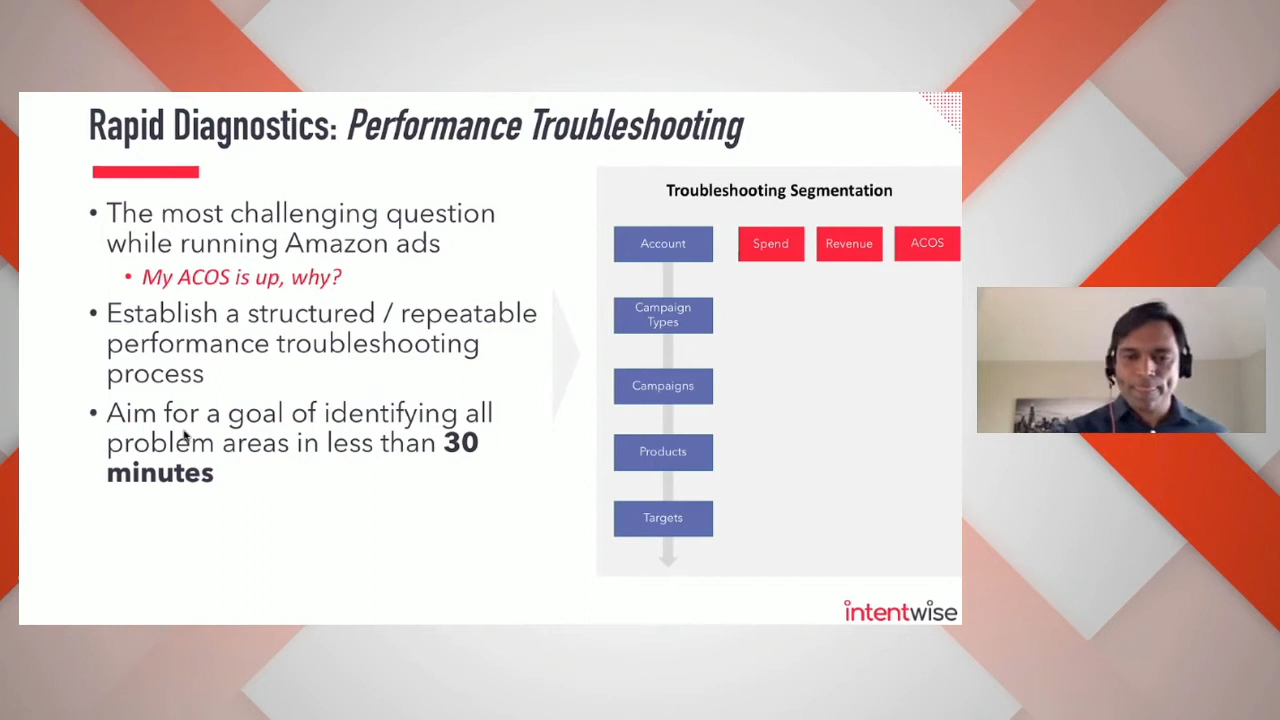 Rapid Diagnostics: Performance Troubleshooting
• The most challenging question
while running Amazon ads
• My ACOS is up, why?
• Establish a structured / repeatable
performance troubleshooting
process
• Aim for a goal of identifying all
problem areas in less than 30
minutes
Troubleshooting Segmentation
Account
Spend
Revenue
ACOS
Campaign
Types
Campaigns
Products
Targets
intentwise